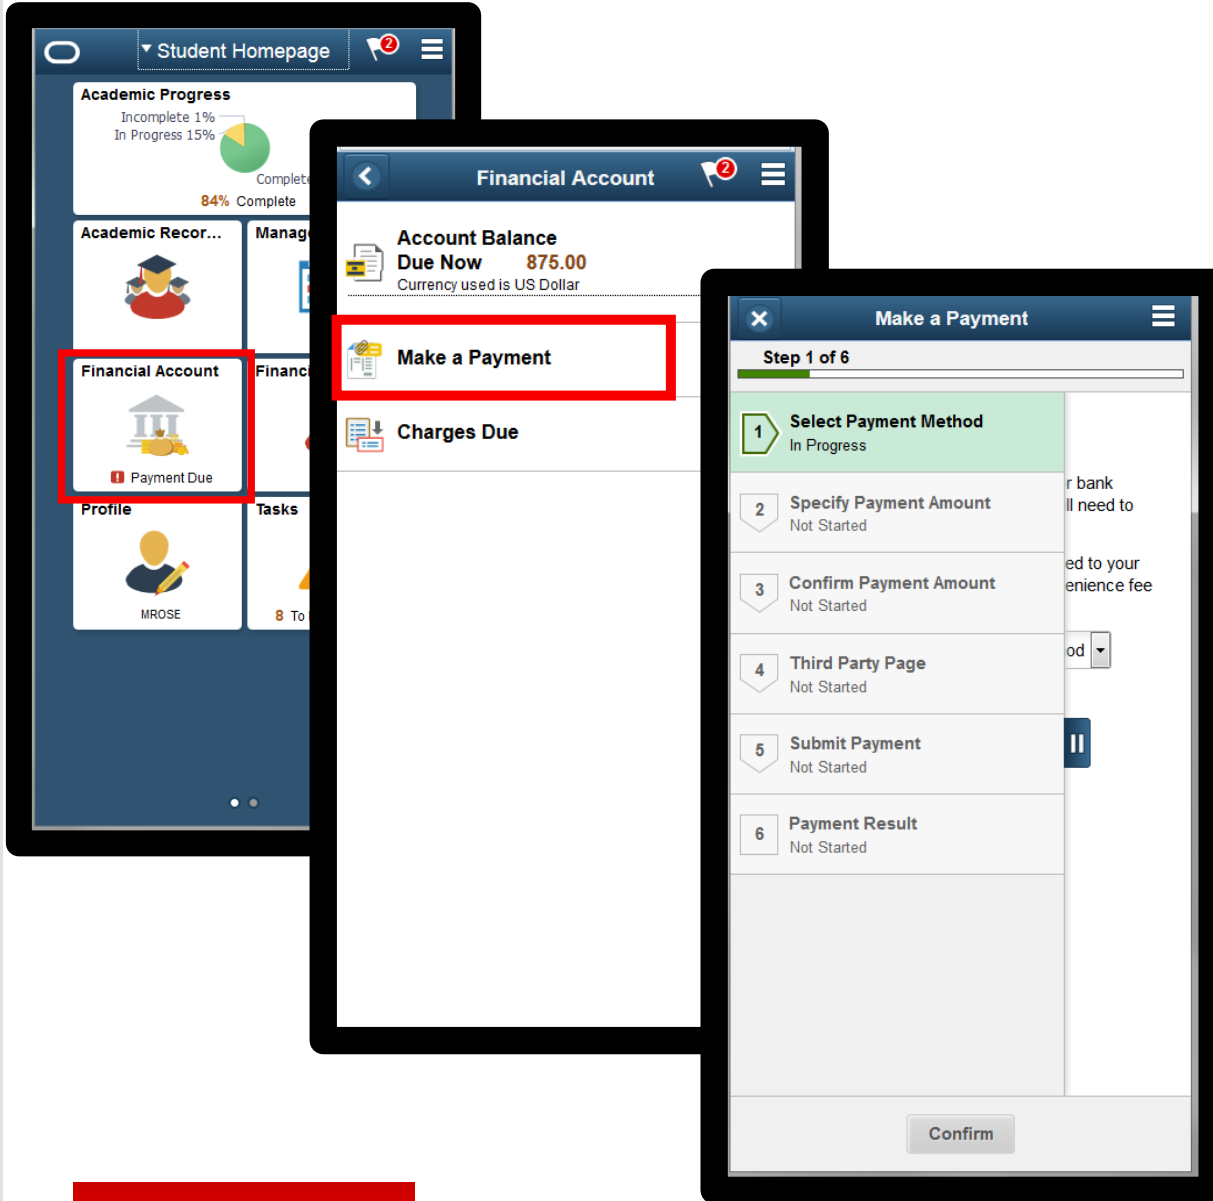 Student Homepage
2
Academic Progress
Incomplete 1%
In Progress 15%
Complete
84% Complete
Academic Recor...
Financial Account
Payment Due
Profile
Tasks
MROSE
8 To
Financial Account
2
Account Balance
Due Now 875.00
Currency used is US Dollar
Make a Payment
Charges Due
Make a Payment
Step 1 of 6
1
Select Payment Method
In Progress
2
Specify Payment Amount
Not Started
3
Confirm Payment Amount
Not Started
4
Third Party Page
Not Started
5
Submit Payment
Not Started
6
Payment Result
Not Started
bank
need to
ed to your
enience fee
od
Confirm